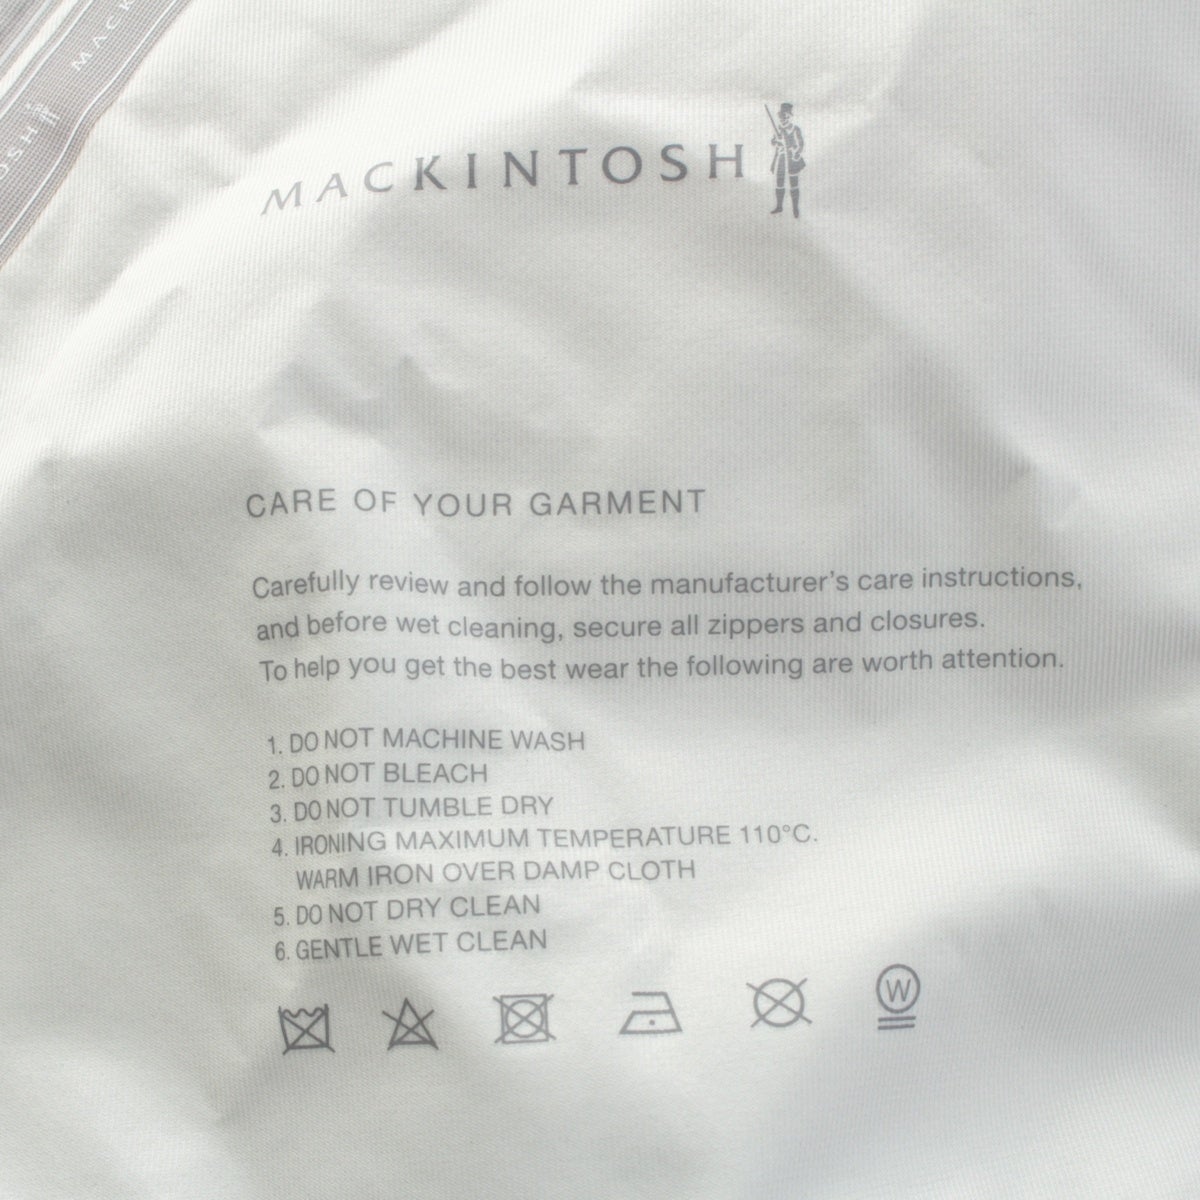 MACK
OSH
MACKINTOSH
CARE OF YOUR GARMENT
Carefully review and follow the manufacturer's care instructions,
and before wet cleaning, secure all zippers and closures.
To help you get the best wear the following are worth attention.
1. DO NOT MACHINE WASH
2. DO NOT BLEACH
3. DO NOT TUMBLE DRY
4. IRONING MAXIMUM TEMPERATURE 110°C.
WARM IRON OVER DAMP CLOTH
5. DO NOT DRY CLEAN
6. GENTLE WET CLEAN
W